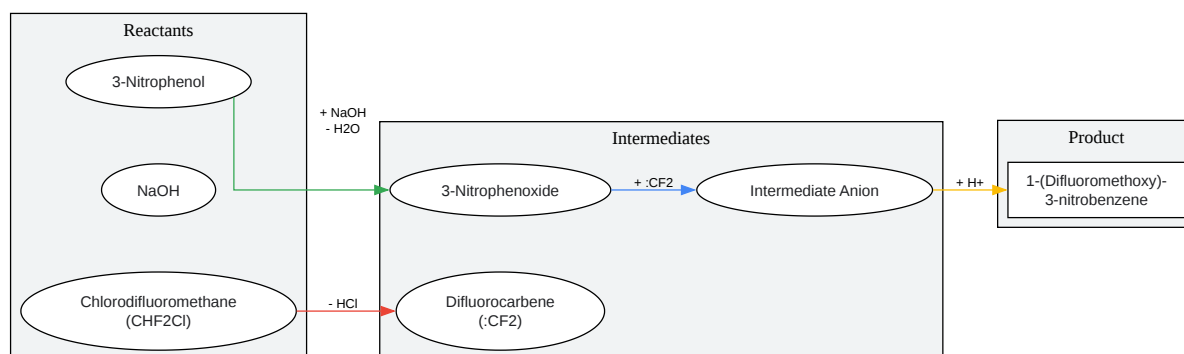 Reactants
3-Nitrophenol
+ NaOH
- H2O
Intermediates
Product
NaOH
3-Nitrophenoxide
+ :CF2
Intermediate Anion
+ H+
1-(Difluoromethoxy)-
3-nitrobenzene
Chlorodifluoromethane
(CHF2Cl)
- HCl
Difluorocarbene
(:CF2)